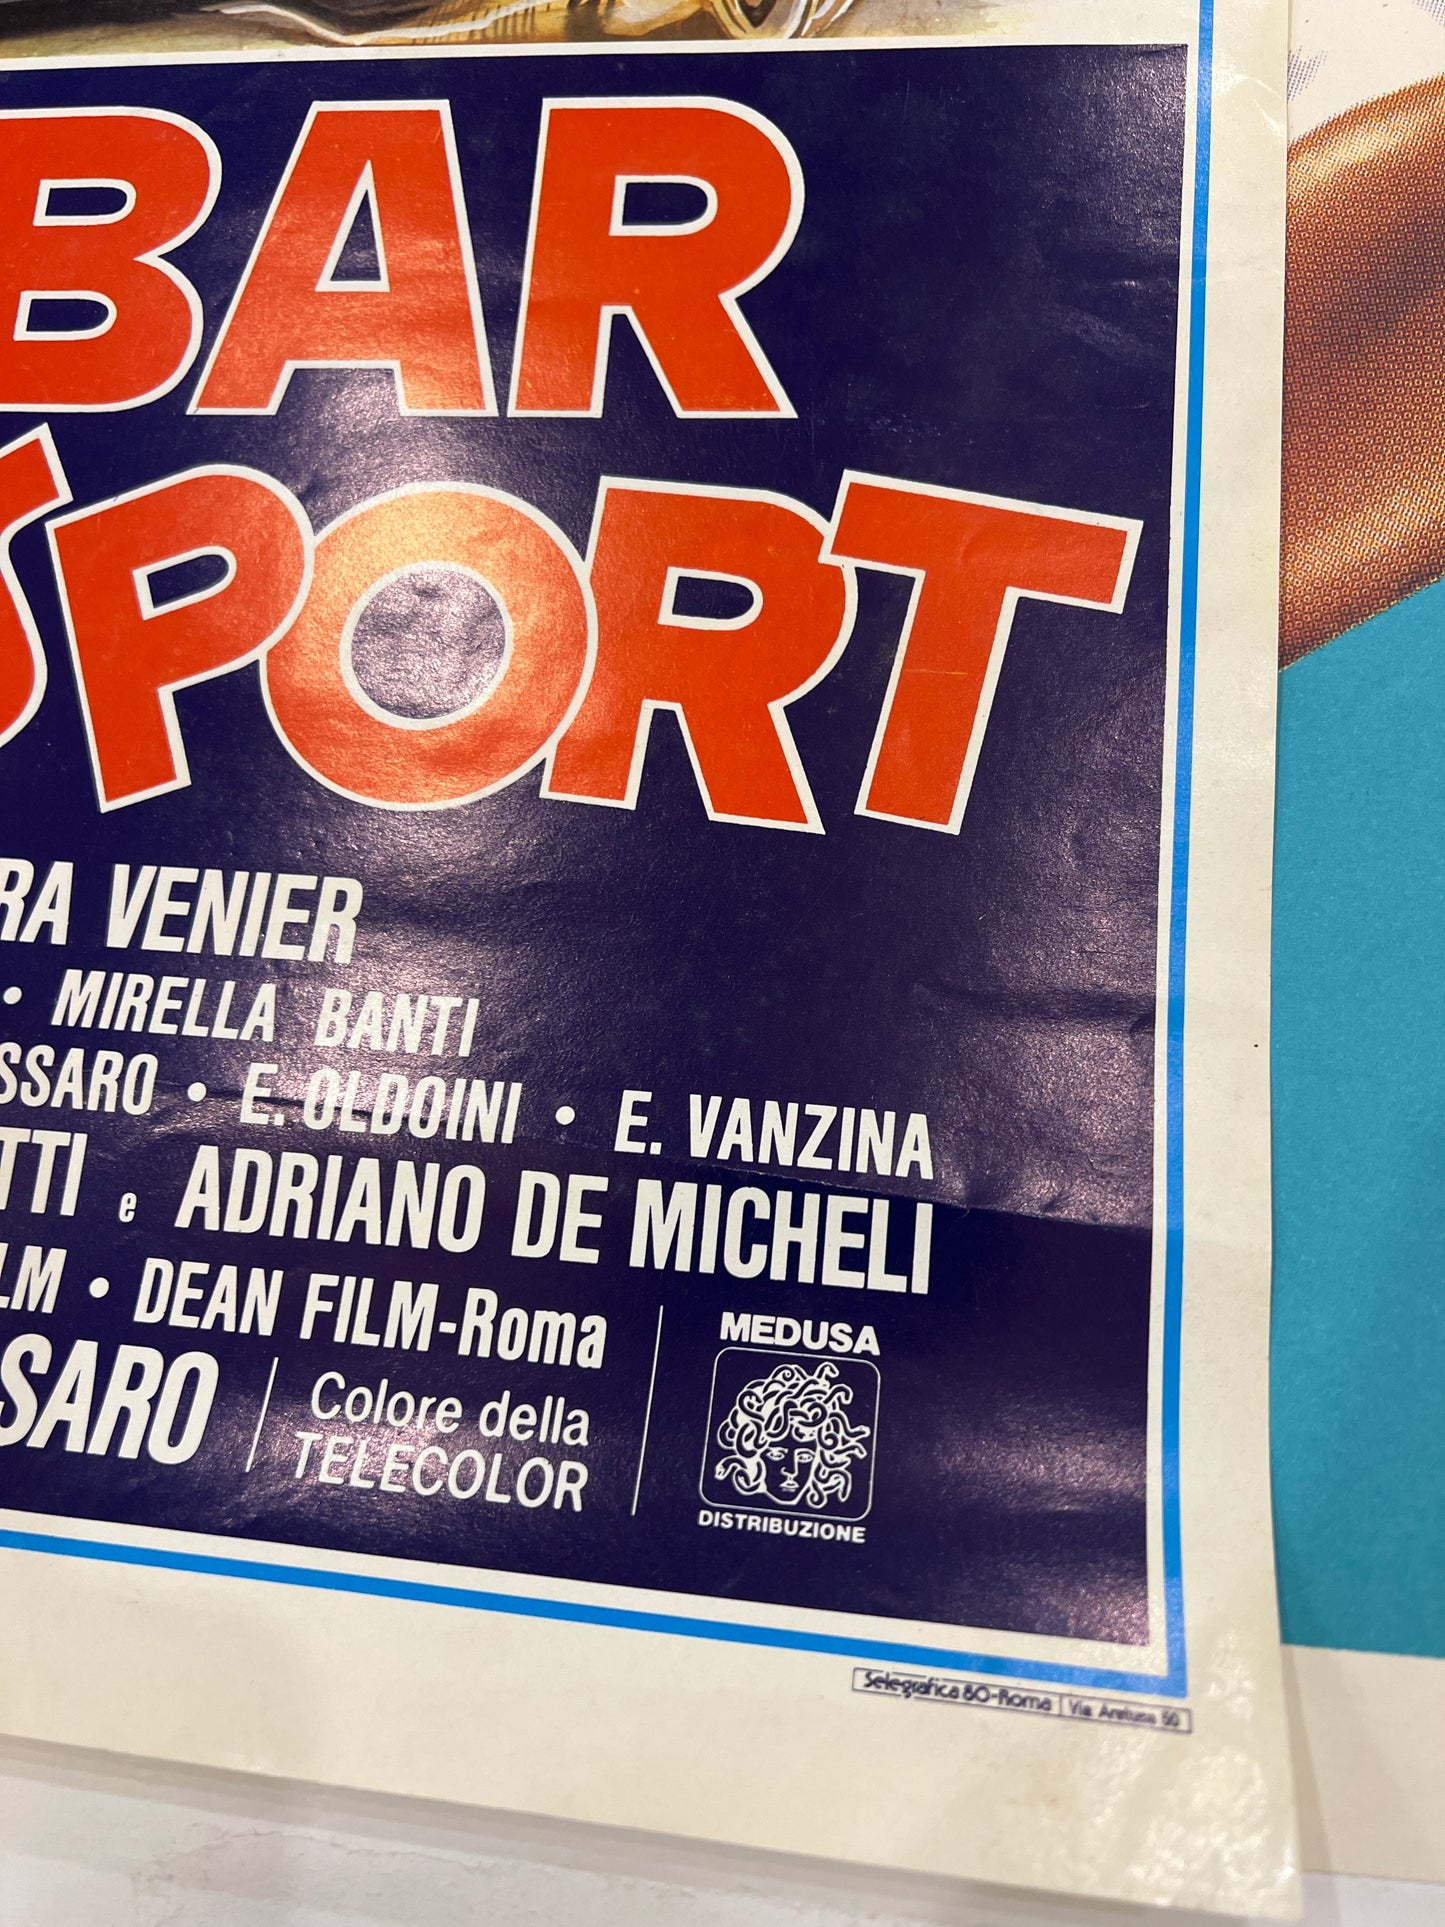 BAR
SPORT
RA VENIER
• MIRELLA BANTI
SSARO • E. OLDOINI • E. VANZINA
TTI e ADRIANO DE MICHELI
LM • DEAN FILM-Roma
SARO
Colore della
TELECOLOR
MEDUSA
DISTRIBUZIONE
Selegrafica 80-Roma | Via